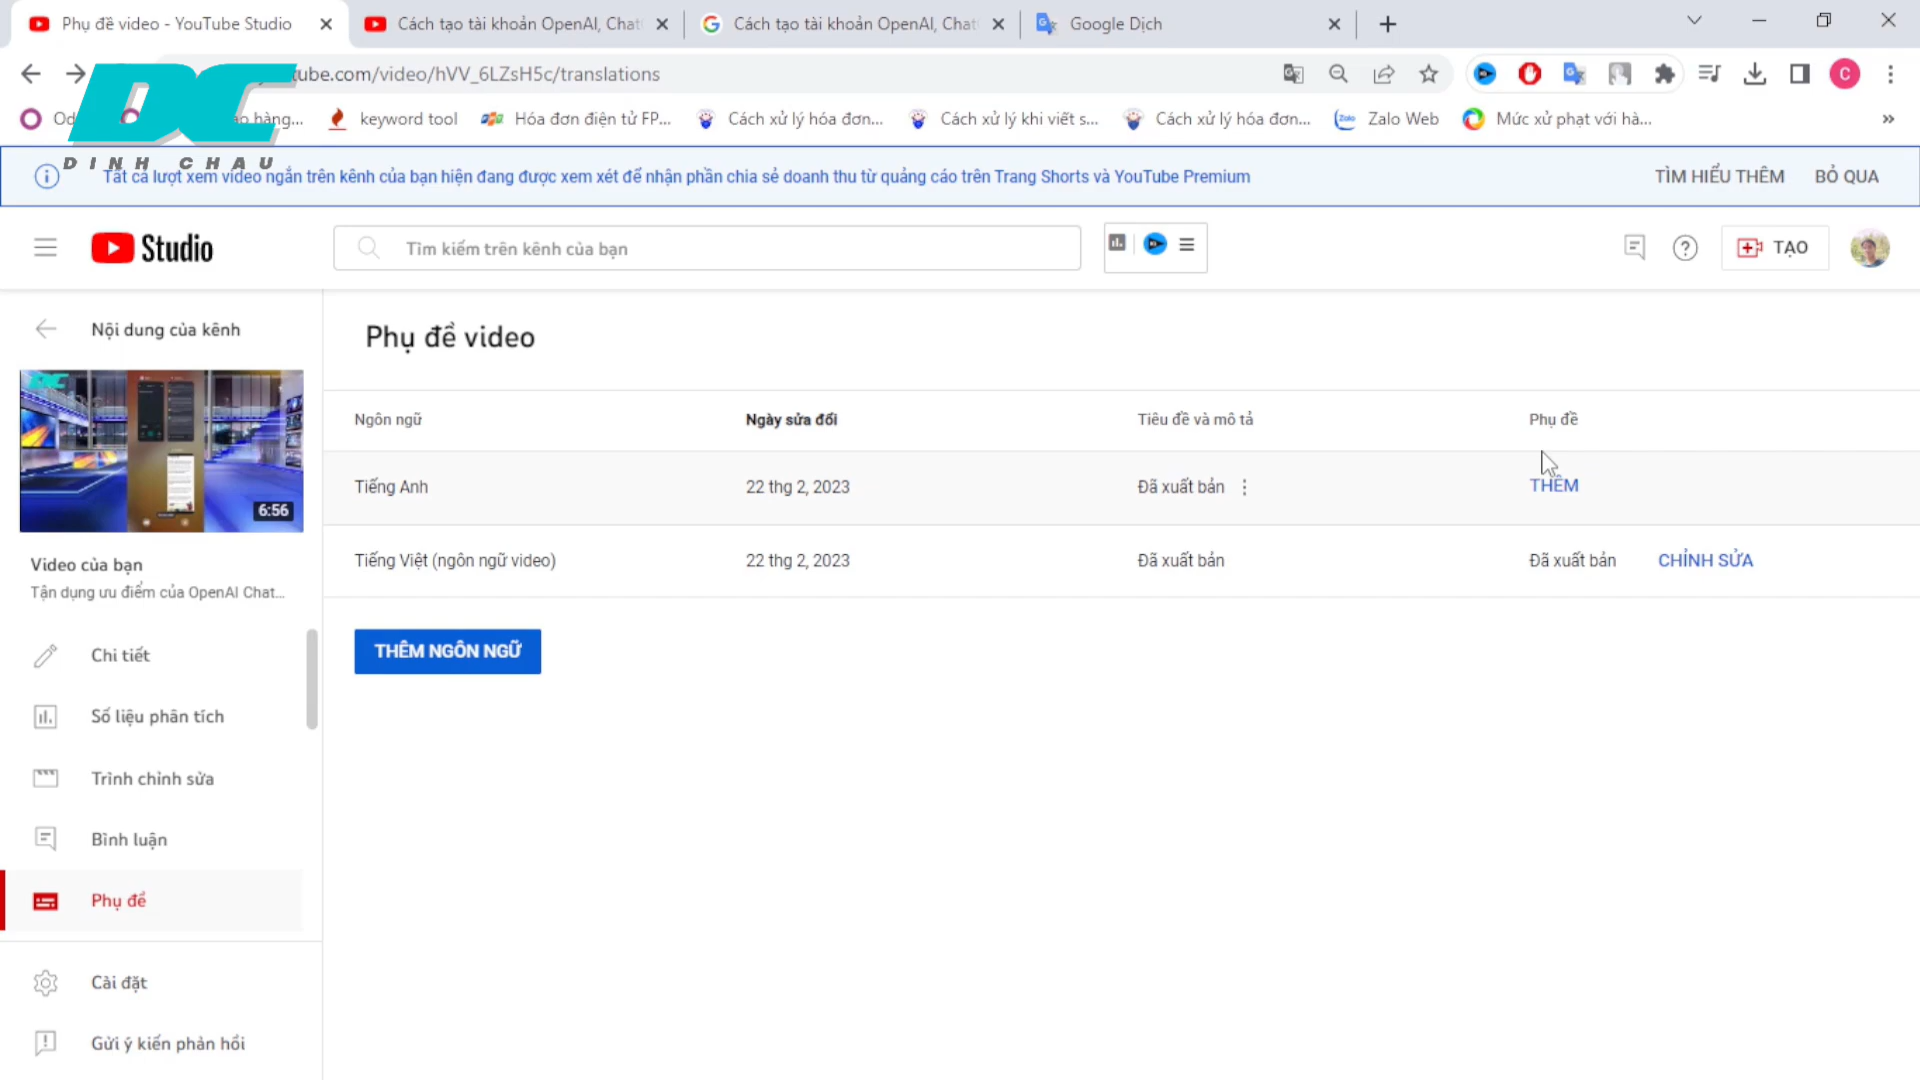 Phụ đề video - YouTube Studio
Cách tạo tài khoản OpenAI, Chat
Cách tạo tài khoản OpenAI, Chat
Google Dịch
tube.com/video/hVV_6LZsH5c/translations
keyword tool
Hóa đơn điện tử FP...
Cách xử lý hóa đơn...
Cách xử lý khi viết s...
Cách xử lý hóa đơn...
Zalo Web
Mức xử phạt với hà...
DC
DINH CHAU
Tất cả lượt xem video ngắn trên kênh của bạn hiện đang được xem xét để nhận phần chia sẻ doanh thu từ quảng cáo trên Trang Shorts và YouTube Premium
TÌM HIỂU THÊM
BỎ QUA
Studio
Tìm kiếm trên kênh của bạn
TẠO
Nội dung của kênh
6:56
Video của bạn
Tận dụng ưu điểm của OpenAI Chat...
Chi tiết
Số liệu phân tích
Trình chỉnh sửa
Bình luận
Phụ đề
Cài đặt
Gửi ý kiến phản hồi
Phụ đề video
Ngôn ngữ
Ngày sửa đổi
Tiêu đề và mô tả
Phụ đề
Tiếng Anh
22 thg 2, 2023
Đã xuất bản
THÊM
Tiếng Việt (ngôn ngữ video)
22 thg 2, 2023
Đã xuất bản
Đã xuất bản
CHỈNH SỬA
THÊM NGÔN NGỮ